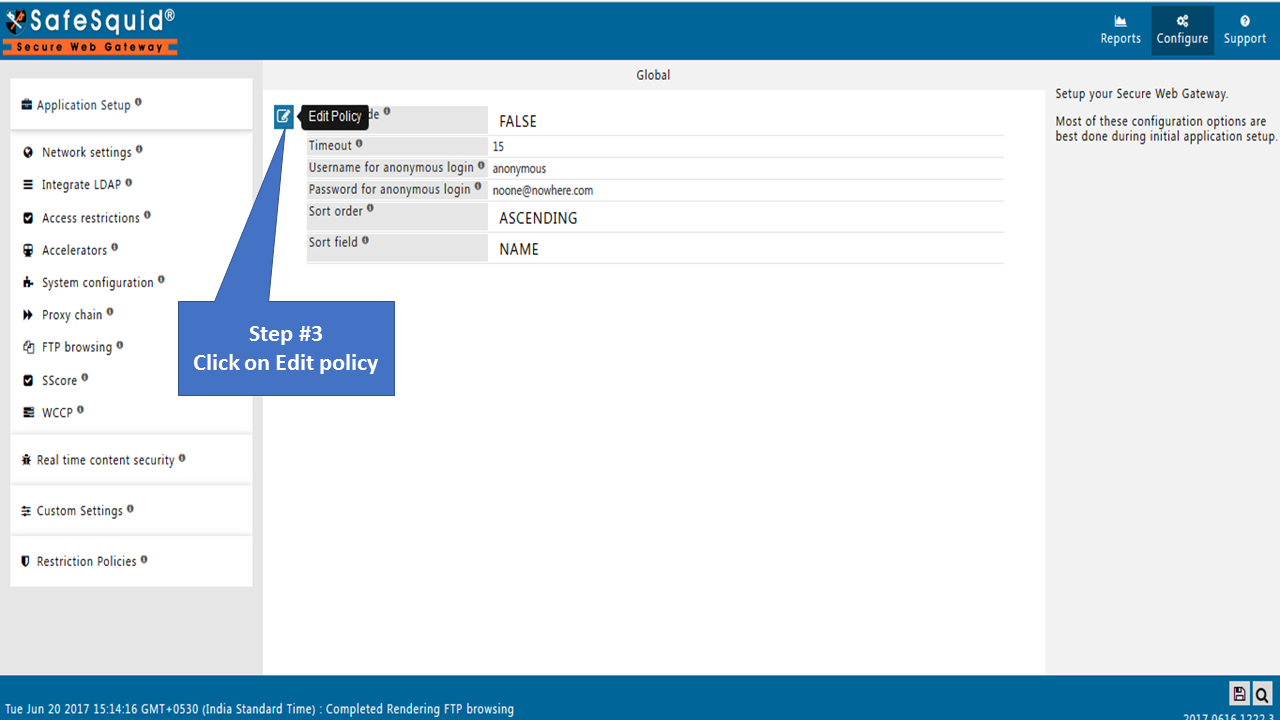 SafeSquid®
Secure Web Gateway
Reports
Configure
Support
Global
Application Setup
Network settings
Integrate LDAP
Access restrictions
Accelerators
System configuration
Proxy chain
FTP browsing
SScore
WCCP
Real time content security
Custom Settings
Restriction Policies
Edit Policy
de
FALSE
Timeout
15
Username for anonymous login
anonymous
Password for anonymous login
noone@nowhere.com
Sort order
ASCENDING
Sort field
NAME
Step #3
Click on Edit policy
Setup your Secure Web Gateway.
Most of these configuration options are
best done during initial application setup.
Tue Jun 20 2017 15:14:16 GMT+0530 (India Standard Time) : Completed Rendering FTP browsing
2017.0616.1222.3